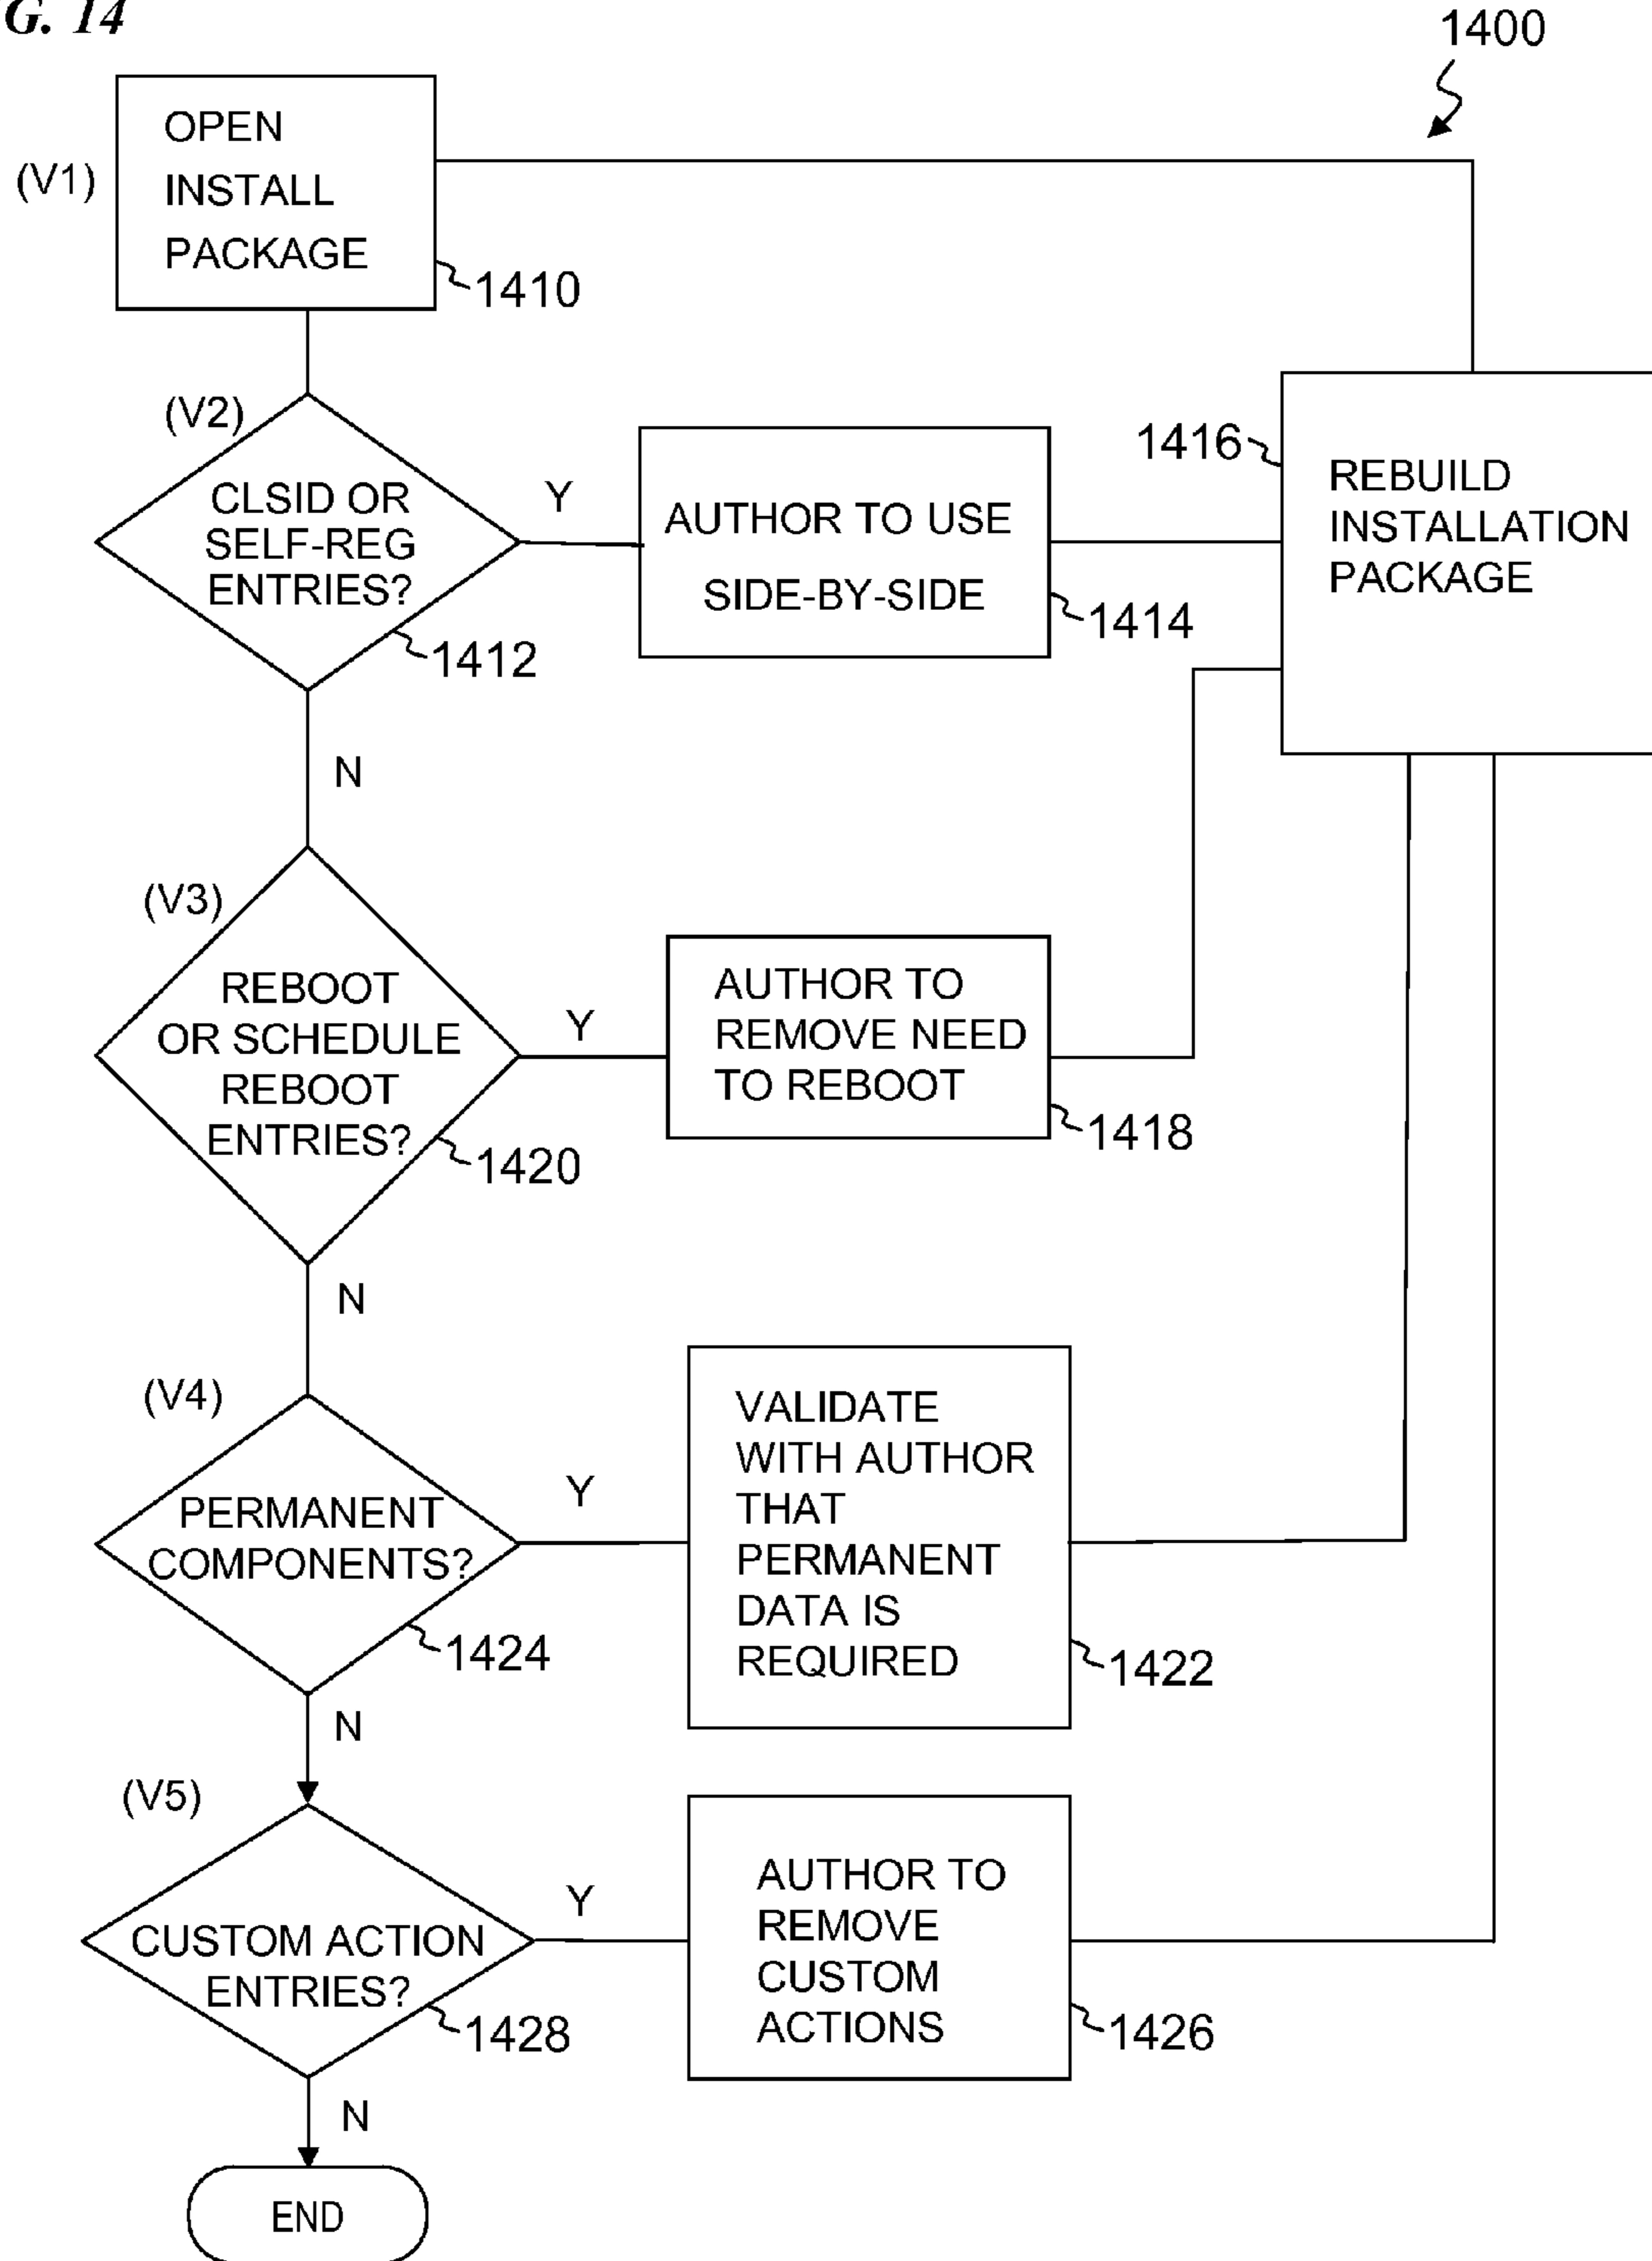 G. 14
1400
(V1)
OPEN
INSTALL
PACKAGE
1410
(V2)
CLSID OR
SELF-REG
ENTRIES?
1412
Y
AUTHOR TO USE
SIDE-BY-SIDE
1414
1416
REBUILD
INSTALLATION
PACKAGE
N
(V3)
REBOOT
OR SCHEDULE
REBOOT
ENTRIES?
1420
Y
AUTHOR TO
REMOVE NEED
TO REBOOT
1418
N
(V4)
PERMANENT
COMPONENTS?
1424
Y
VALIDATE
WITH AUTHOR
THAT
PERMANENT
DATA IS
REQUIRED
1422
N
(V5)
CUSTOM ACTION
ENTRIES?
1428
Y
AUTHOR TO
REMOVE
CUSTOM
ACTIONS
1426
N
END